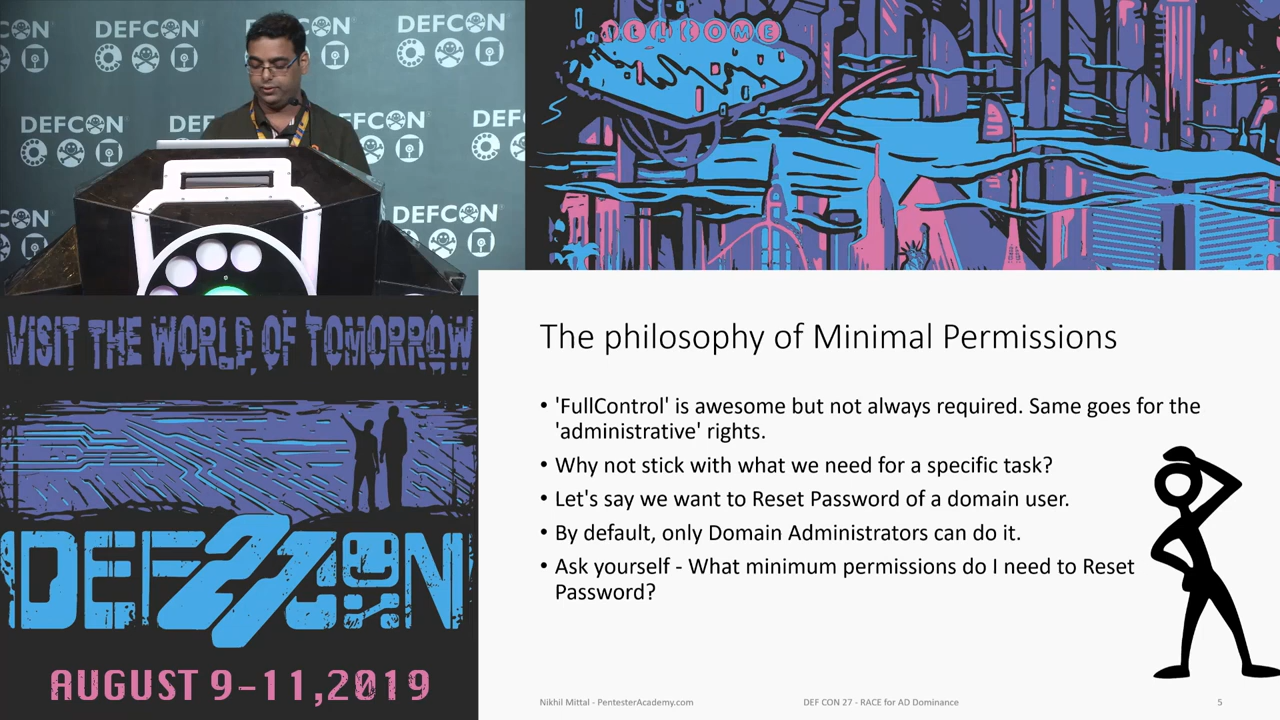 DEFCON
DEFCON
DEFCON
DEFCON
DEFCON
DEFCON
WELCOME
VISIT THE WORLD OF TOMORROW
DEFCON
27
AUGUST 9-11,2019
The philosophy of Minimal Permissions
• 'FullControl' is awesome but not always required. Same goes for the
'administrative' rights.
• Why not stick with what we need for a specific task?
• Let's say we want to Reset Password of a domain user.
• By default, only Domain Administrators can do it.
• Ask yourself - What minimum permissions do I need to Reset
Password?
Nikhil Mittal - PentesterAcademy.com
DEF CON 27 - RACE for AD Dominance
5